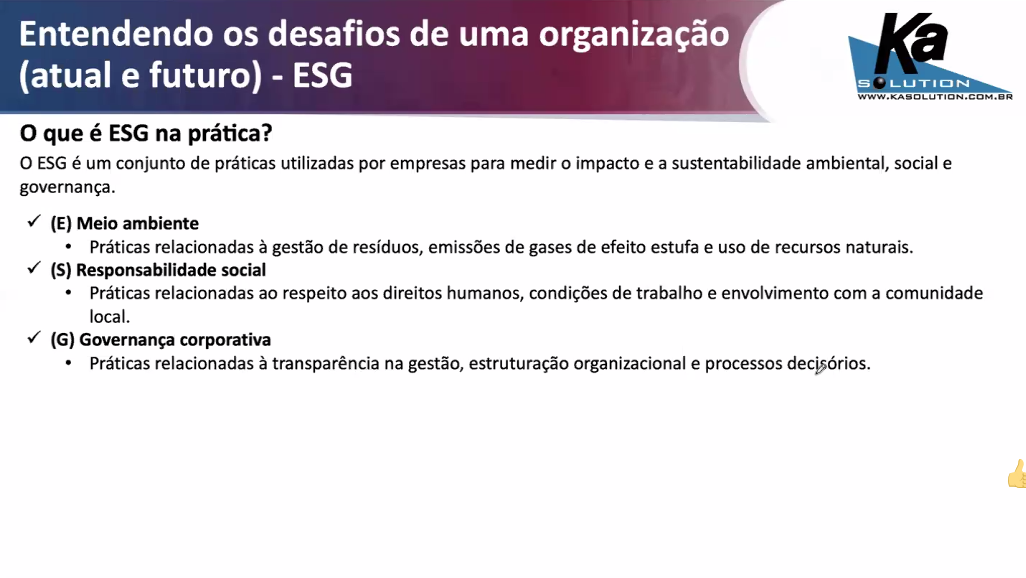 Entendendo os desafios de uma organização
(atual e futuro) - ESG
Ka
SOLUTION
WWW.KASOLUTION.COM.BR
O que é ESG na prática?
O ESG é um conjunto de práticas utilizadas por empresas para medir o impacto e a sustentabilidade ambiental, social e
governança.
✓ (E) Meio ambiente
• Práticas relacionadas à gestão de resíduos, emissões de gases de efeito estufa e uso de recursos naturais.
✓ (S) Responsabilidade social
• Práticas relacionadas ao respeito aos direitos humanos, condições de trabalho e envolvimento com a comunidade
local.
✓ (G) Governança corporativa
• Práticas relacionadas à transparência na gestão, estruturação organizacional e processos decisórios.